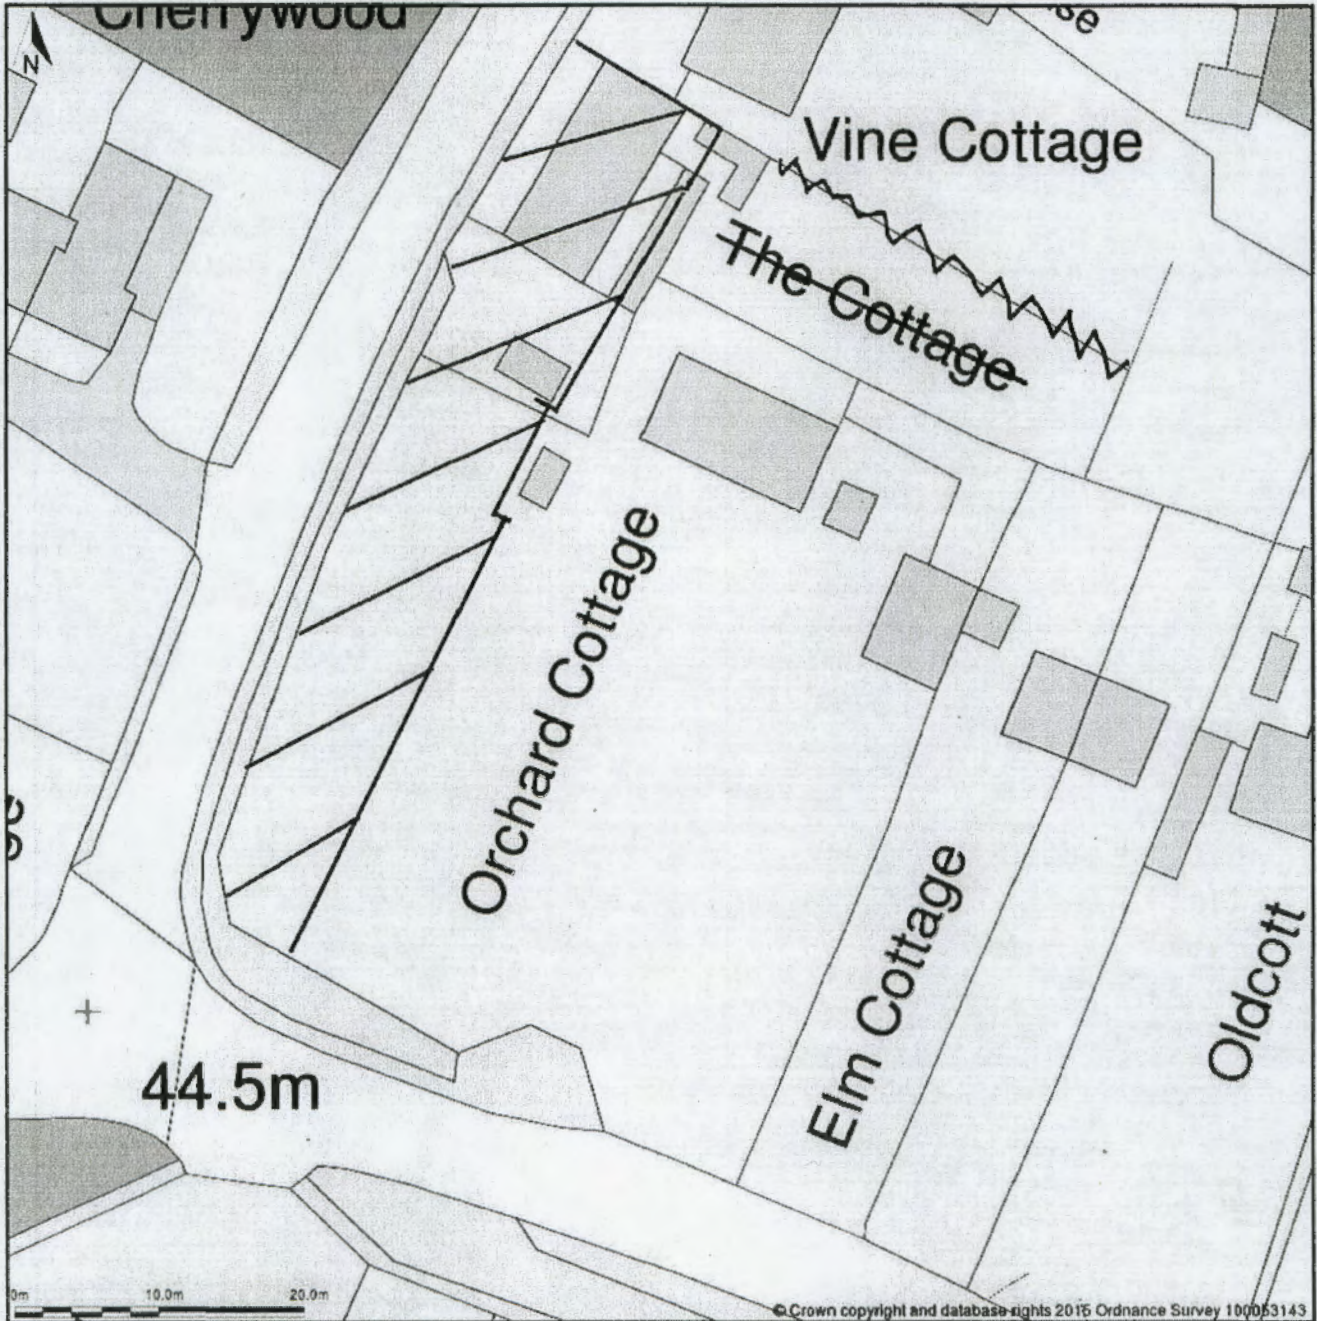 Cherrywood
N
Vine Cottage
The Cottage
Orchard Cottage
Elm Cottage
Oldcott
44.5m
0m 10.0m 20.0m
© Crown copyright and database rights 2015 Ordnance Survey 100053143